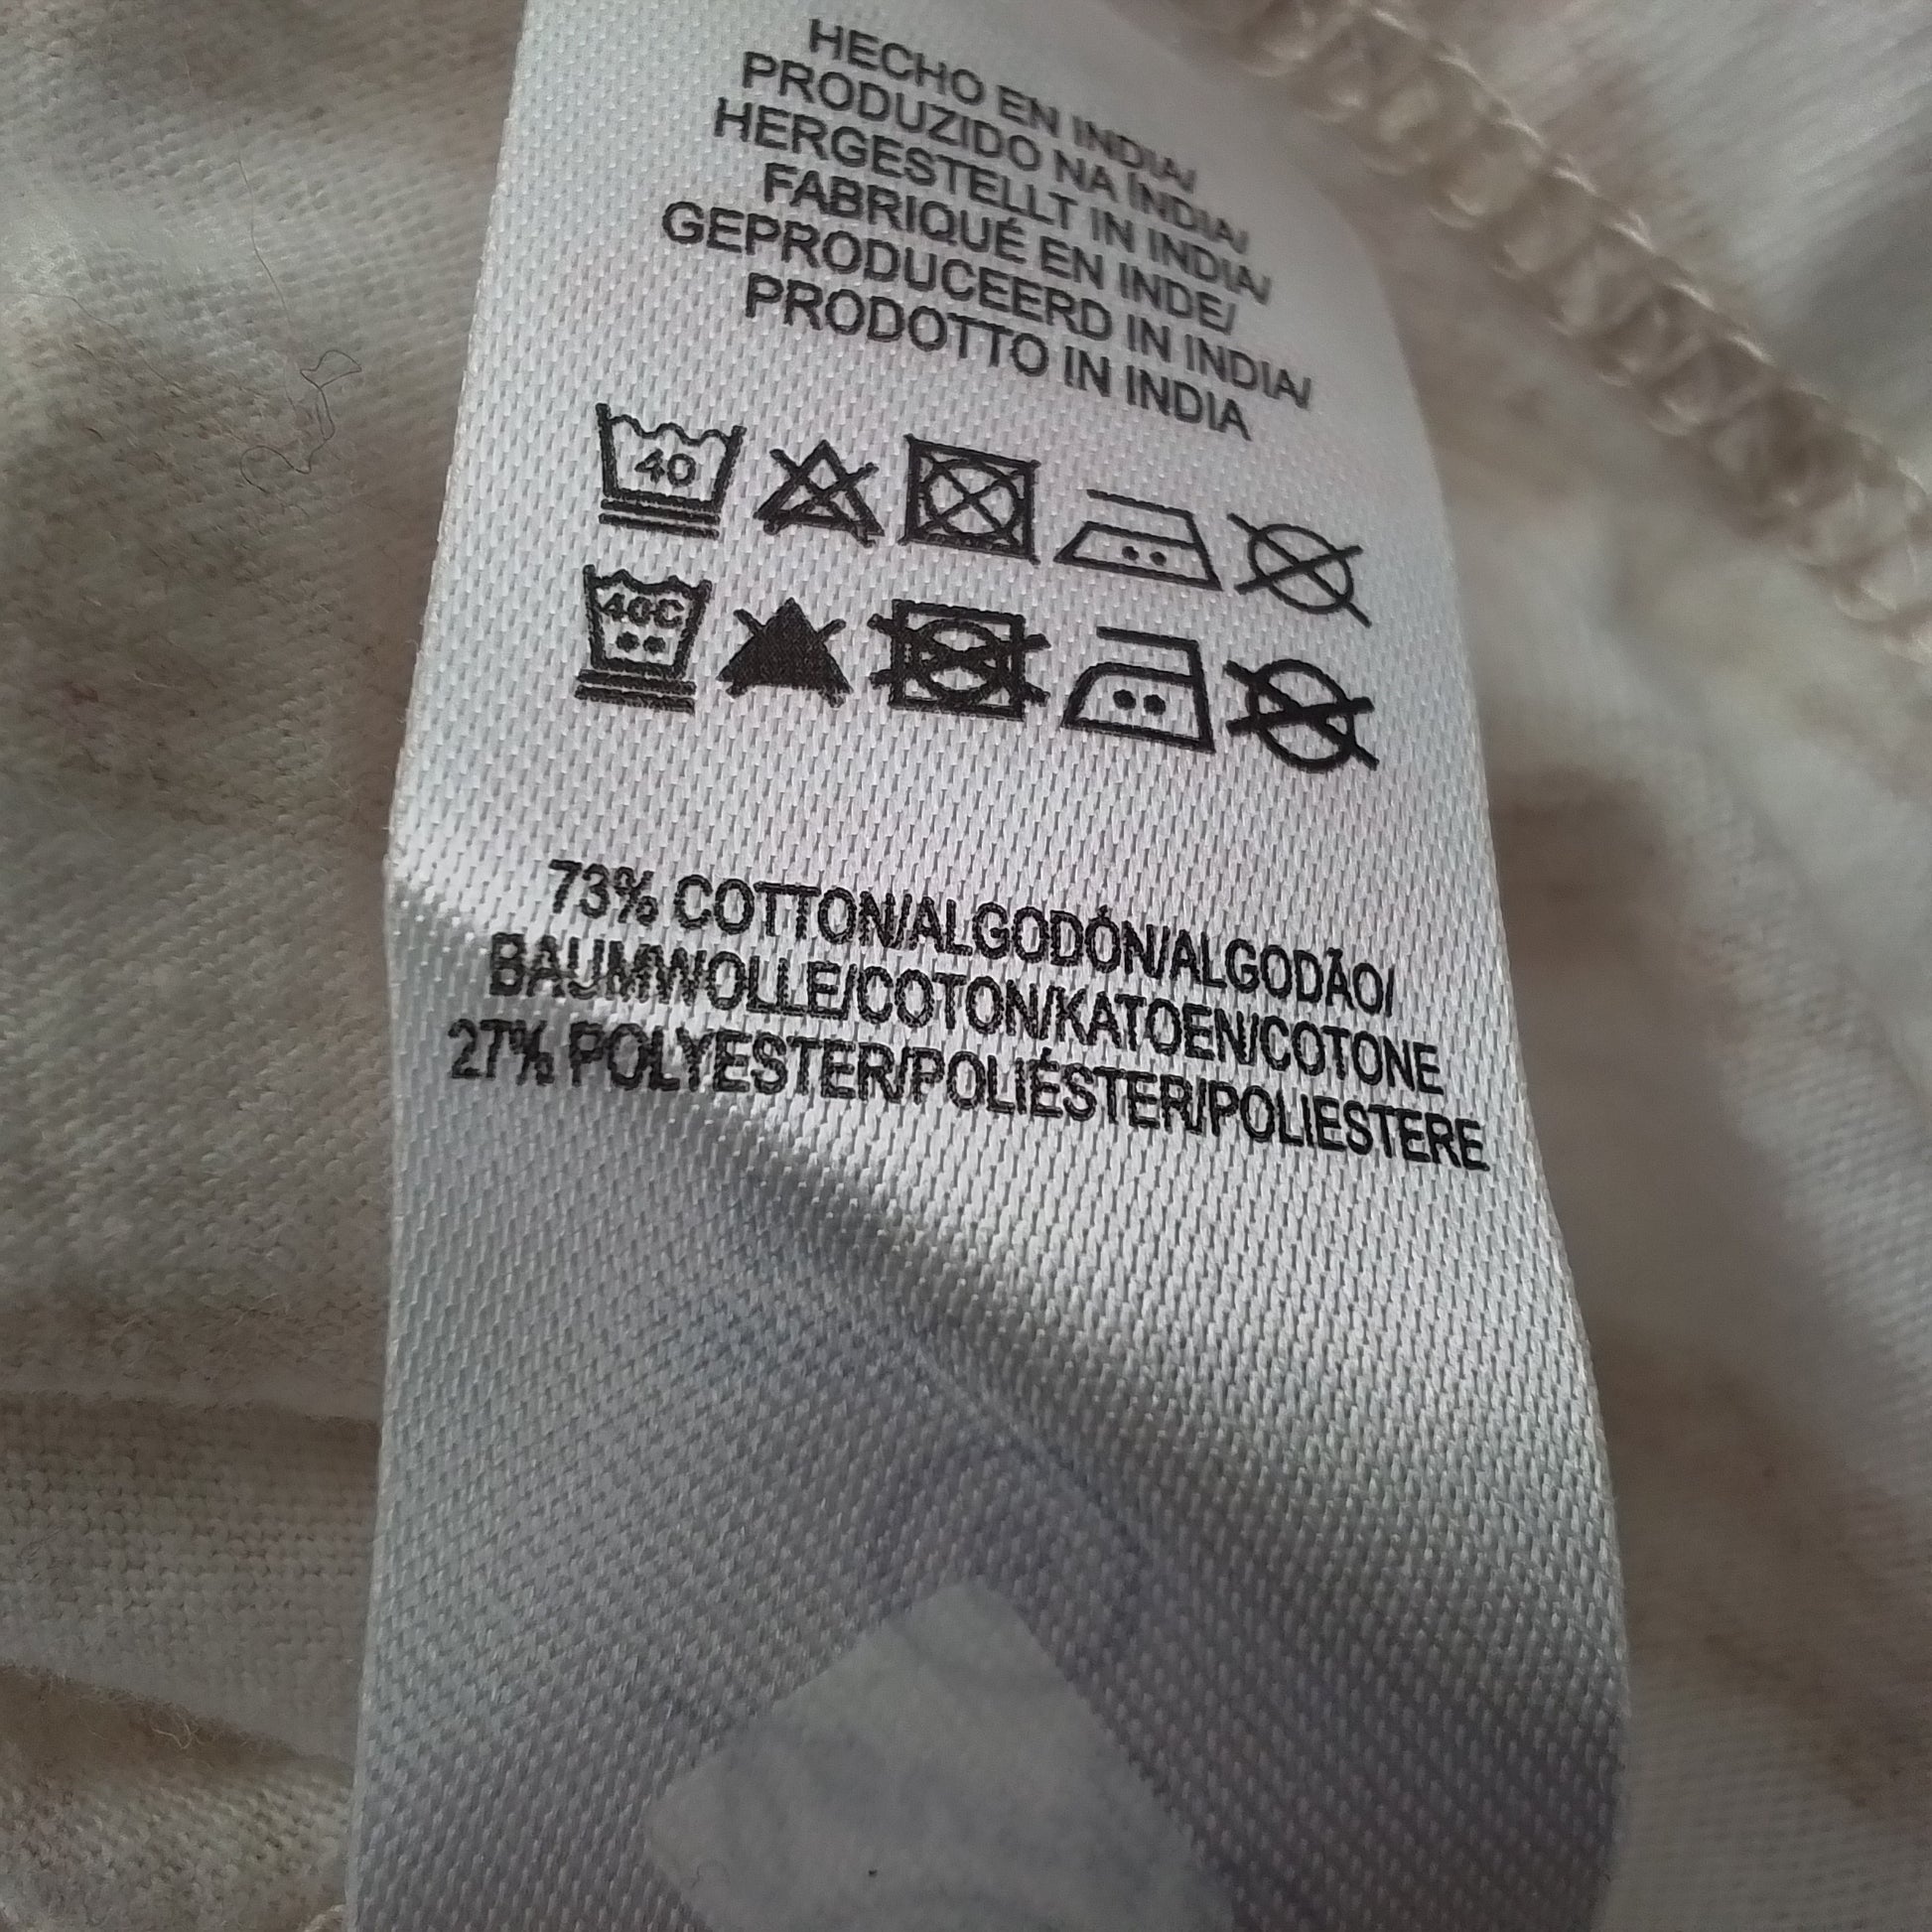 HECHO EN INDIA/
PRODUZIDO NA ÍNDIA/
HERGESTELLT IN INDIA/
FABRIQUÉ EN INDE/
GEPRODUCEERD IN INDIA/
PRODOTTO IN INDIA
40
40C
73% COTTON/ALGODÓN/ALGODÃO/
BAUMWOLLE/COTON/KATOEN/COTONE
27% POLYESTER/POLIÉSTER/POLIESTERE